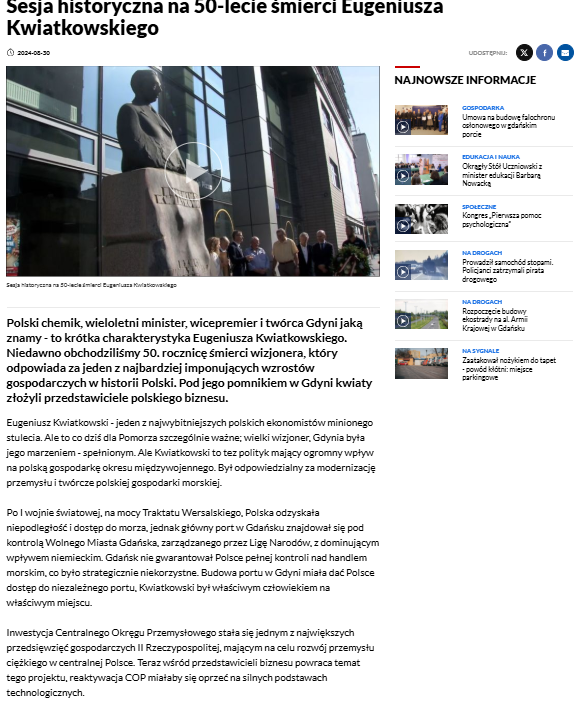 Sesja historyczna na 50-lecie śmierci Eugeniusza
Kwiatkowskiego
2024-08-30
UDOSTĘPNIJ:
Sesja historyczna na 50-lecie śmierci Eugeniusza Kwiatkowskiego
Polski chemik, wieloletni minister, wicepremier i twórca Gdyni jaką
znamy - to krótka charakterystyka Eugeniusza Kwiatkowskiego.
Niedawno obchodziliśmy 50. rocznicę śmierci wizjonera, który
odpowiada za jeden z najbardziej imponujących wzrostów
gospodarczych w historii Polski. Pod jego pomnikiem w Gdyni kwiaty
złożyli przedstawiciele polskiego biznesu.
Eugeniusz Kwiatkowski - jeden z najwybitniejszych polskich ekonomistów minionego
stulecia. Ale to co dziś dla Pomorza szczególnie ważne; wielki wizjoner, Gdynia była
jego marzeniem - spełnionym. Ale Kwiatkowski to tez polityk mający ogromny wpływ
na polską gospodarkę okresu międzywojennego. Był odpowiedzialny za modernizację
przemysłu i twórcze polskiej gospodarki morskiej.
Po I wojnie światowej, na mocy Traktatu Wersalskiego, Polska odzyskała
niepodległość i dostęp do morza, jednak główny port w Gdańsku znajdował się pod
kontrolą Wolnego Miasta Gdańska, zarządzanego przez Ligę Narodów, z dominującym
wpływem niemieckim. Gdańsk nie gwarantował Polsce pełnej kontroli nad handlem
morskim, co było strategicznie niekorzystne. Budowa portu w Gdyni miała dać Polsce
dostęp do niezależnego portu, Kwiatkowski był właściwym człowiekiem na
właściwym miejscu.
Inwestycja Centralnego Okręgu Przemysłowego stała się jednym z największych
przedsięwzięć gospodarczych II Rzeczypospolitej, mającym na celu rozwój przemysłu
ciężkiego w centralnej Polsce. Teraz wśród przedstawicieli biznesu powraca temat
tego projektu, reaktywacja COP miałaby się oprzeć na silnych podstawach
technologicznych.
NAJNOWSZE INFORMACJE
GOSPODARKA
Umowa na budowę falochronu
osłonowego w gdańskim
porcie
EDUKACJA I NAUKA
Okrągły Stół Uczniowski z
minister edukacji Barbarą
Nowacką
SPOŁECZNE
Kongres „Pierwsza pomoc
psychologiczna"
NA DROGACH
Prowadził samochód stopami.
Policjanci zatrzymali pirata
drogowego
NA DROGACH
Rozpoczęcie budowy
ekostrady na al. Armii
Krajowej w Gdańsku
NA SYGNALE
Zaatakował nożykiem do tapet
- powód kłótni: miejsce
parkingowe